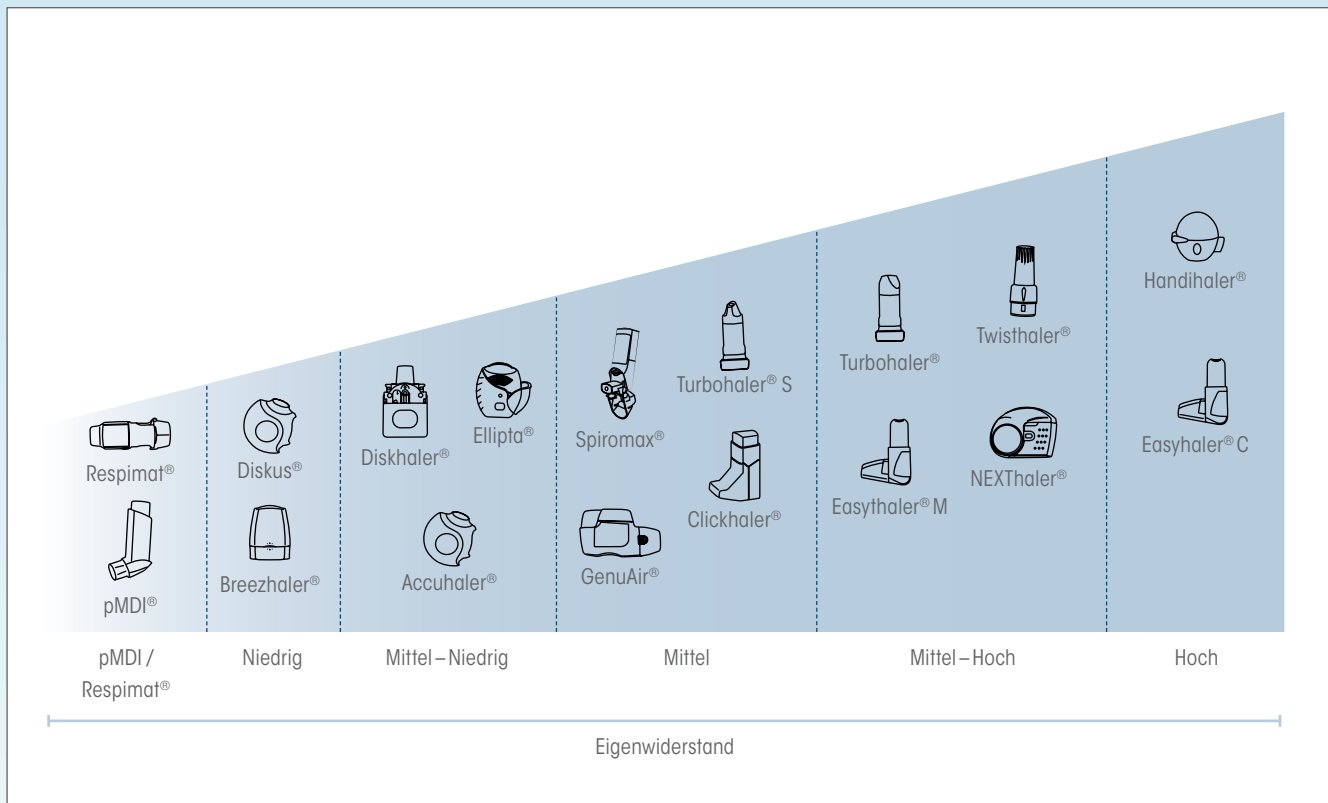 Respimat®
pMDI®
Diskus®
Breezhaler®
Diskhaler®
Ellipta®
Accuhaler®
Spiromax®
Turbohaler® S
Clickhaler®
GenuAir®
Turbohaler®
Twisthaler®
Easythaler® M
NEXThaler®
Handihaler®
Easyhaler® C
pMDI /
Respimat®
Niedrig
Mittel – Niedrig
Mittel
Mittel – Hoch
Hoch
Eigenwiderstand